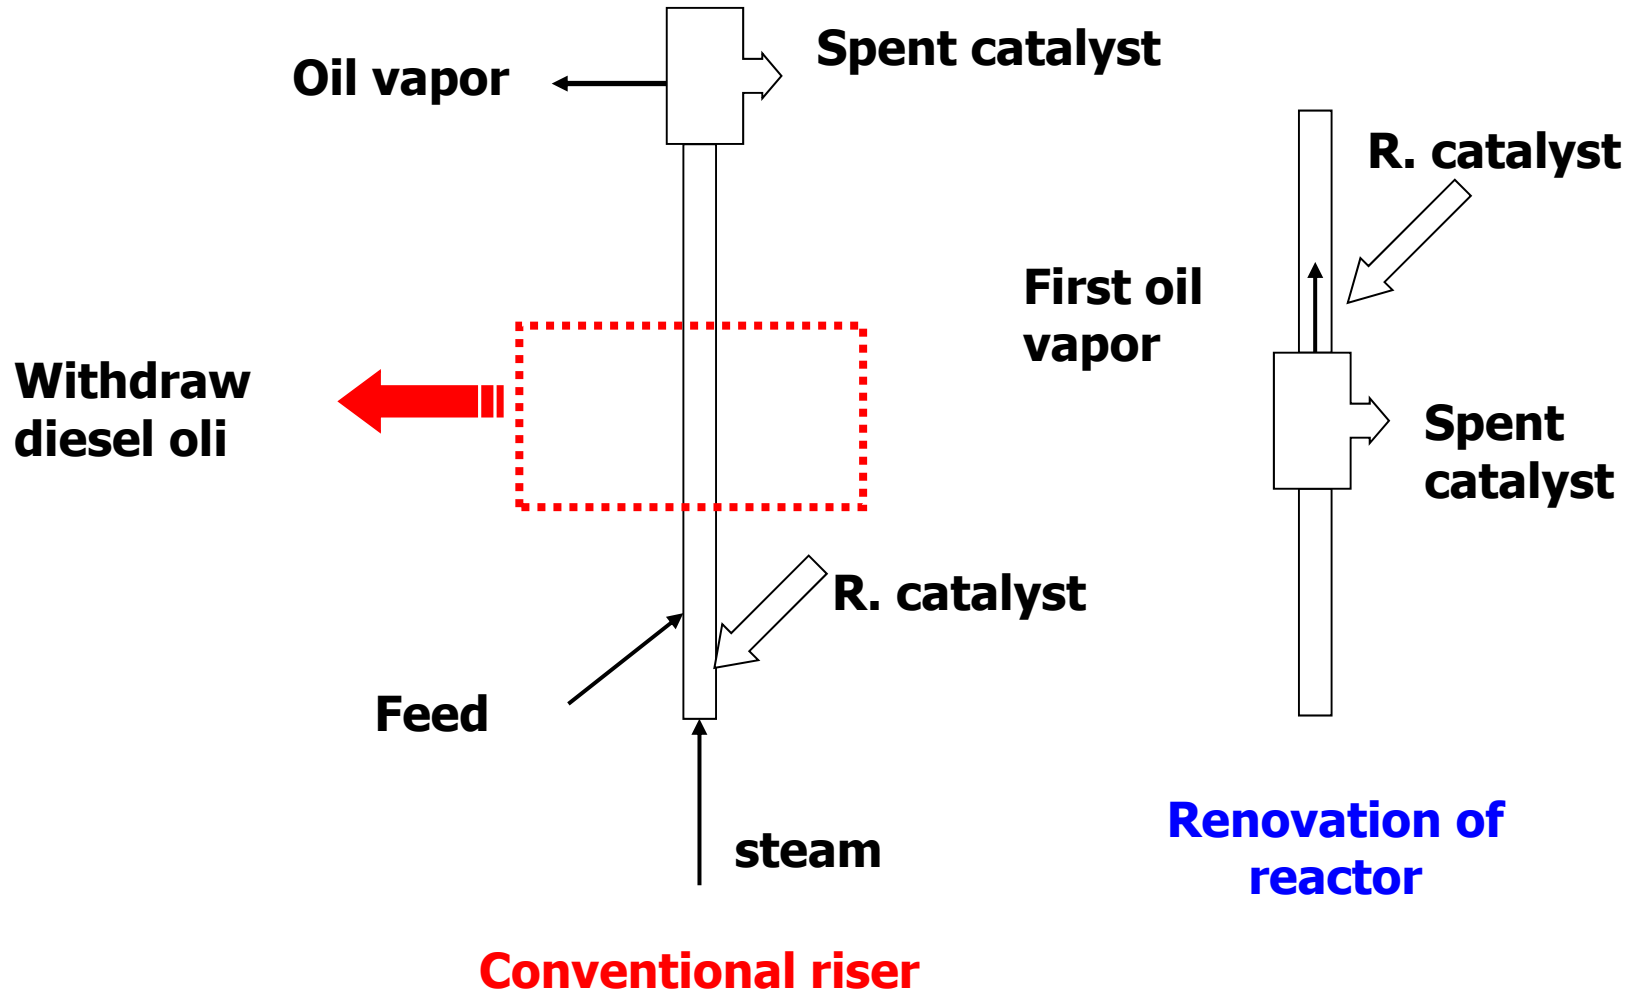 Oil vapor
Spent catalyst
R. catalyst
First oil
vapor
Withdraw
diesel oli
Spent
catalyst
R. catalyst
Feed
steam
Renovation of
reactor
Conventional riser